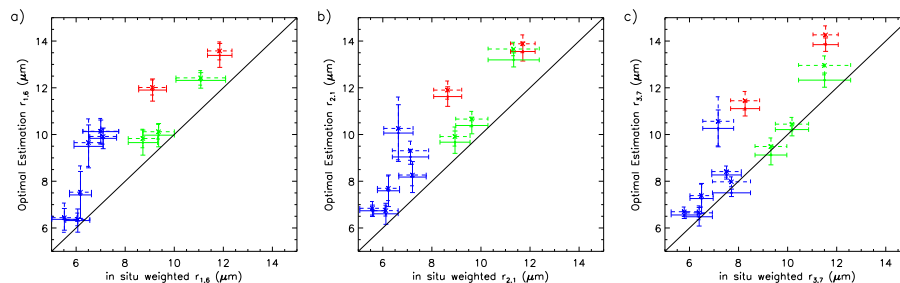 a)
Optimal Estimation r1,6 (μm)
14
12
10
8
6
6 8 10 12 14
in situ weighted r1,6 (μm)
b)
Optimal Estimation r2,1 (μm)
14
12
10
8
6
6 8 10 12 14
in situ weighted r2,1 (μm)
c)
Optimal Estimation r3,7 (μm)
14
12
10
8
6
6 8 10 12 14
in situ weighted r3,7 (μm)